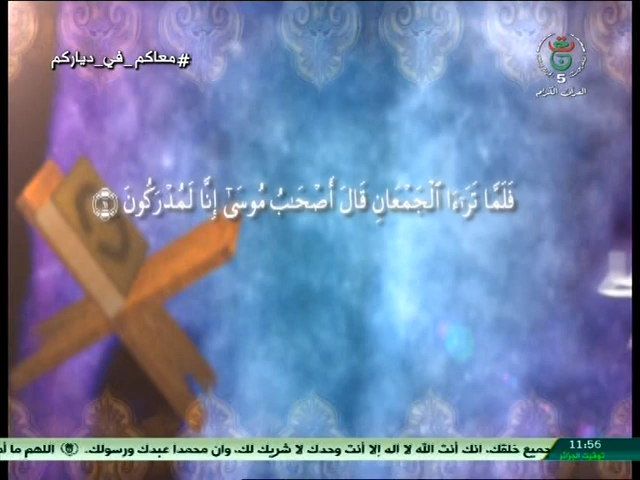 #معاكم_في_دياركم
5
القرآن الكريم
فَلَمَّا تَرَٰٓءَا ٱلْجَمْعَانِ قَالَ أَصْحَٰبُ مُوسَىٰٓ إِنَّا لَمُدْرَكُونَ
جميع خلقك، انك أنت الله لا اله إلا أنت وحدك لا شريك لك، وان محمدا عبدك ورسولك. اللهم ما
11:56
توقيت الجزائر